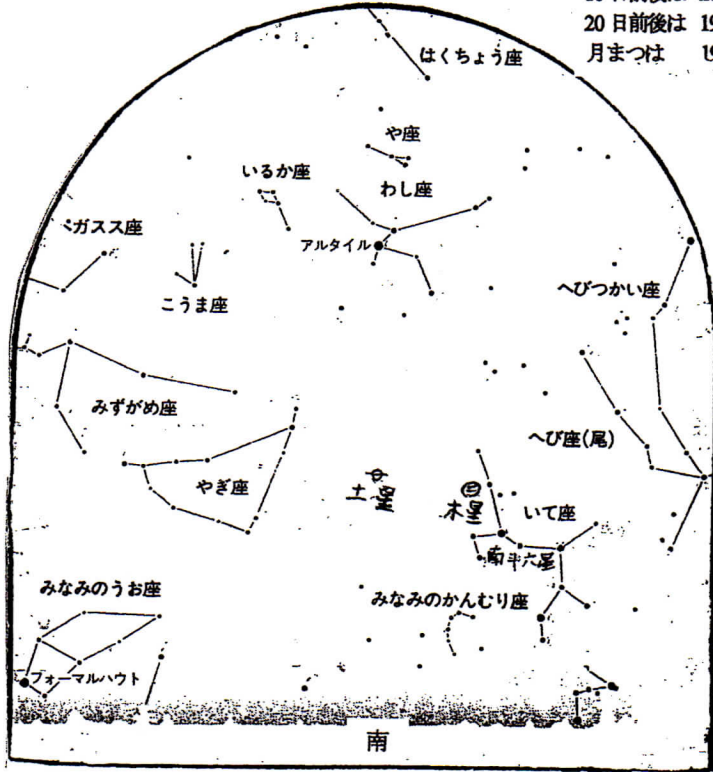 20日前後は 19
月まつは 19
はくちょう座
や座
いるか座
わし座
ペガスス座
アルタイル
こうま座
へびつかい座
みずがめ座
へび座(尾)
やぎ座
土星
木星
いて座
南斗六星
みなみのうお座
みなみのかんむり座
フォーマルハウト
南